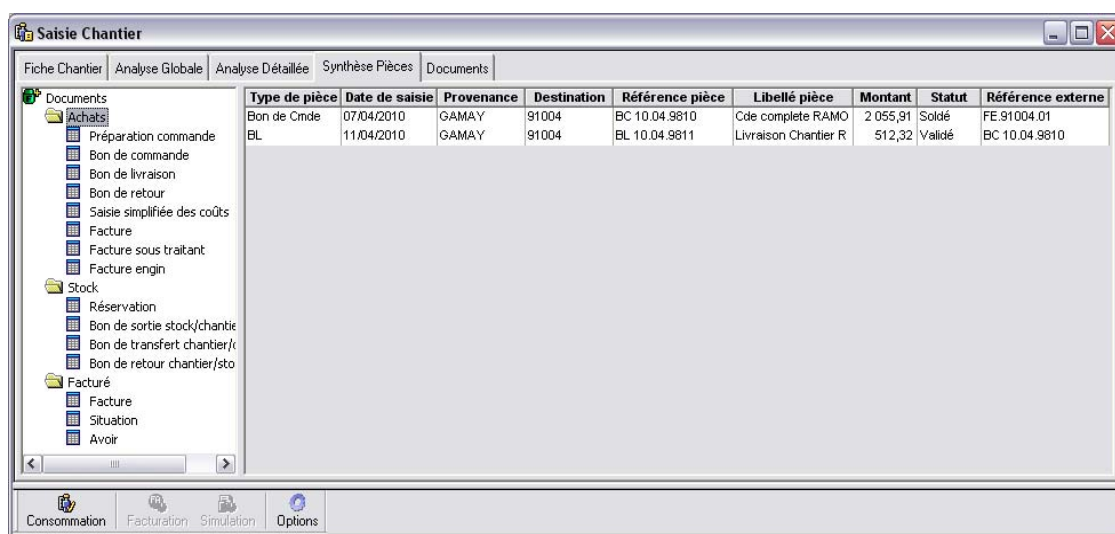 Saisie Chantier
Fiche Chantier Analyse Globale Analyse Détaillée Synthèse Pièces Documents
Documents
Achats
Préparation commande
Bon de commande
Bon de livraison
Bon de retour
Saisie simplifiée des coûts
Facture
Facture sous traitant
Facture engin
Stock
Réservation
Bon de sortie stock/chantie
Bon de transfert chantier/c
Bon de retour chantier/sto
Facturé
Facture
Situation
Avoir
Type de pièce Date de saisie Provenance Destination Référence pièce Libellé pièce Montant Statut Référence externe
Bon de Cmde 07/04/2010 GAMAY 91004 BC 10.04.9810 Cde complete RAMO 2 055,91 Soldé FE.91004.01
BL 11/04/2010 GAMAY 91004 BL 10.04.9811 Livraison Chantier R 512,32 Validé BC 10.04.9810
Consommation Facturation Simulation Options